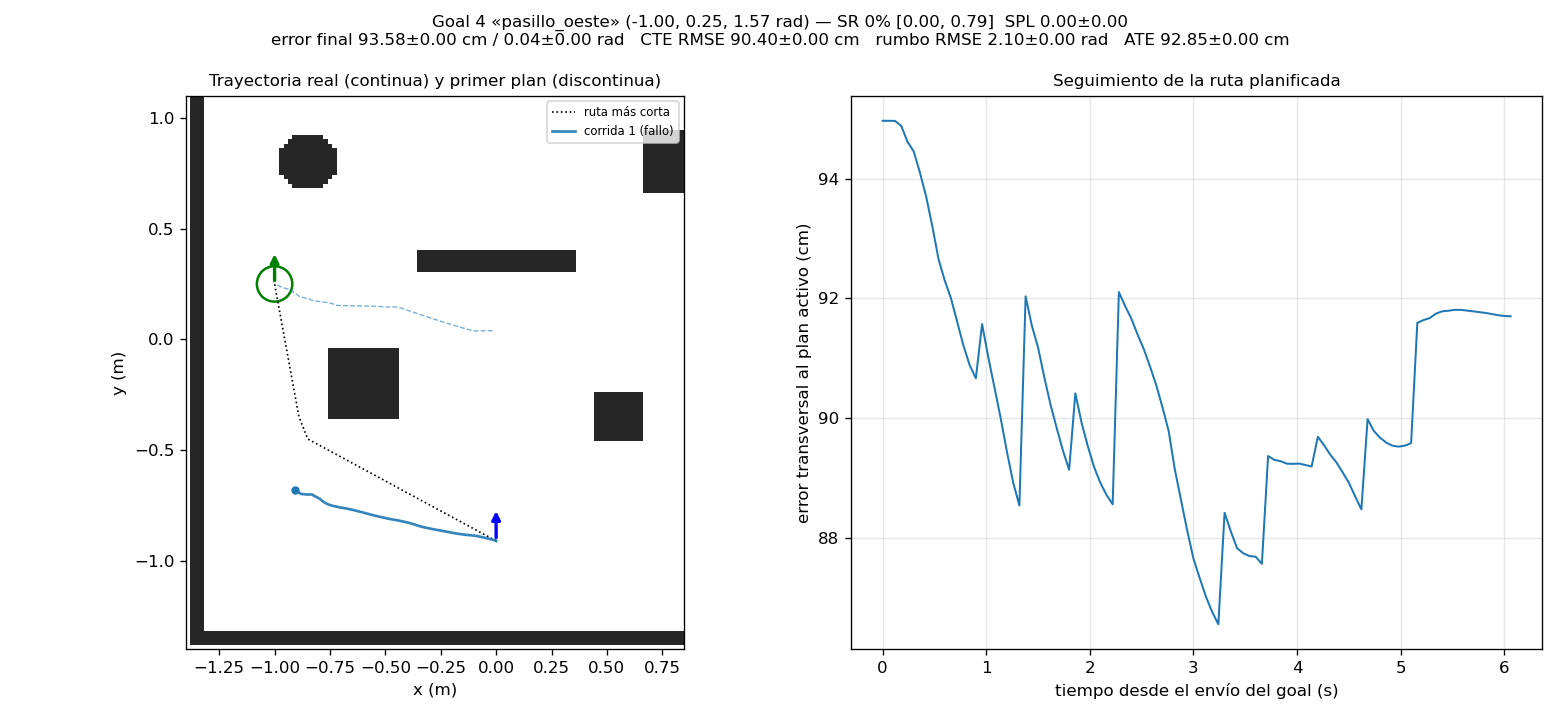 Goal 4 «pasillo_oeste» (-1.00, 0.25, 1.57 rad) — SR 0% [0.00, 0.79]  SPL 0.00±0.00
error final 93.58±0.00 cm / 0.04±0.00 rad   CTE RMSE 90.40±0.00 cm   rumbo RMSE 2.10±0.00 rad   ATE 92.85±0.00 cm
Trayectoria real (continua) y primer plan (discontinua)
ruta más corta
corrida 1 (fallo)
1.0
0.5
0.0
−0.5
−1.0
y (m)
−1.25 −1.00 −0.75 −0.50 −0.25 0.00 0.25 0.50 0.75
x (m)
Seguimiento de la ruta planificada
94
92
90
88
error transversal al plan activo (cm)
0 1 2 3 4 5 6
tiempo desde el envío del goal (s)